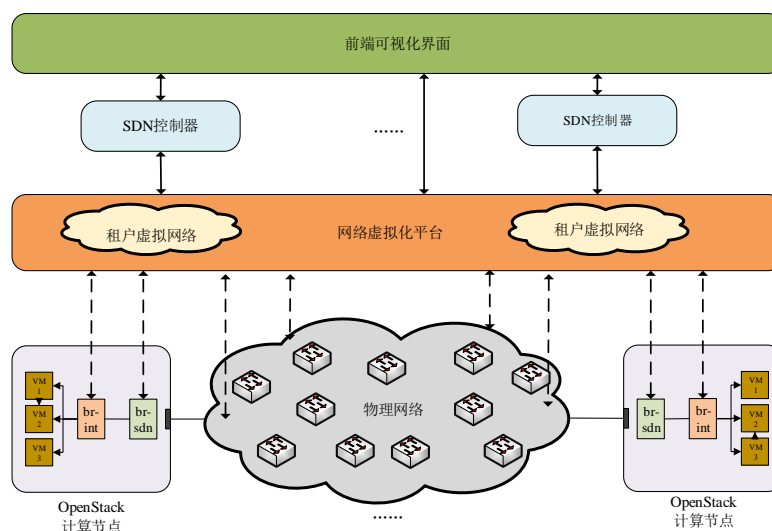 前端可视化界面
SDN控制器
......
SDN控制器
租户虚拟网络
网络虚拟化平台
租户虚拟网络
VM
1
VM
2
VM
3
br-
int
br-
sdn
物理网络
br-
sdn
br-
int
VM
1
VM
2
VM
3
OpenStack
计算节点
......
OpenStack
计算节点